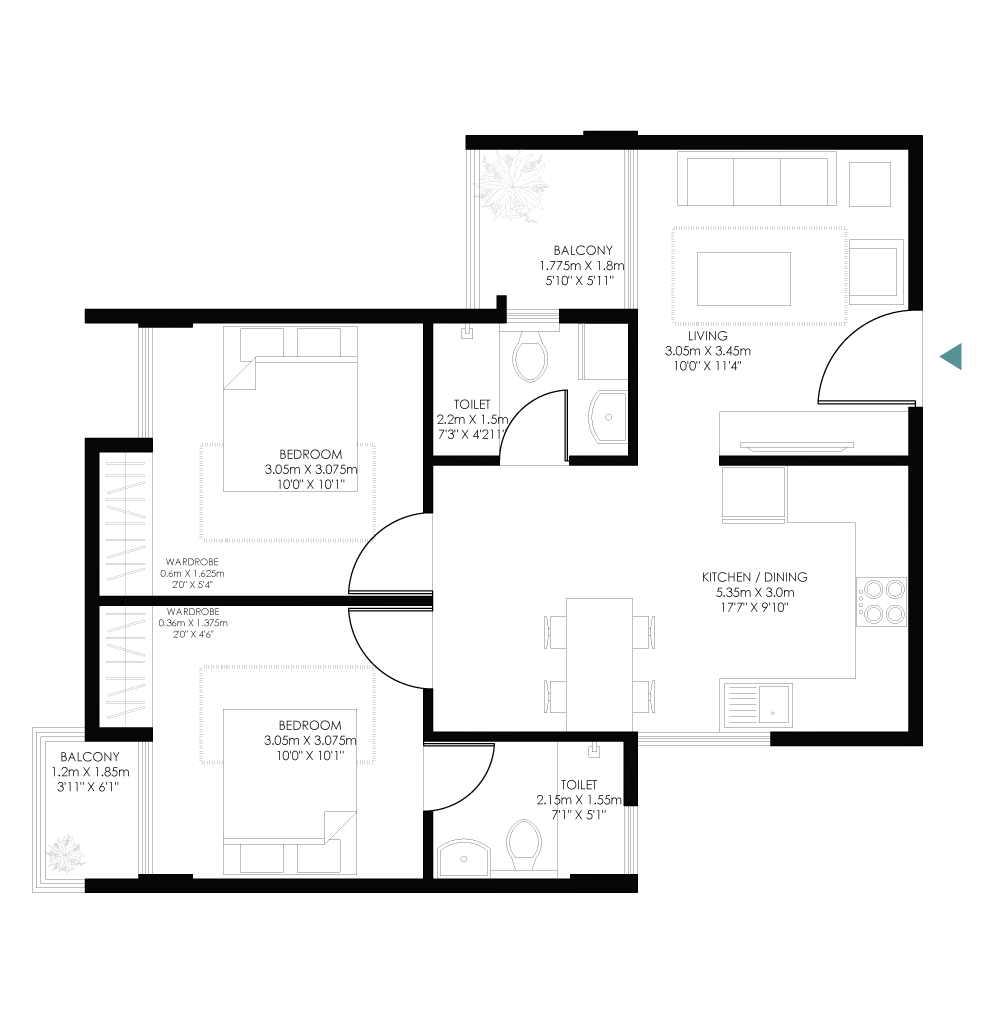 BALCONY
1.775m X 1.8m
5'10" X 5'11"
LIVING
3.05m X 3.45m
10'0" X 11'4"
TOILET
2.2m X 1.5m
7'3" X 4'211"
BEDROOM
3.05m X 3.075m
10'0" X 10'1"
WARDROBE
0.6m X 1.625m
2'0" X 5'4"
KITCHEN / DINING
5.35m X 3.0m
17'7" X 9'10"
WARDROBE
0.36m X 1.375m
2'0" X 4'6"
BEDROOM
3.05m X 3.075m
10'0" X 10'1"
BALCONY
1.2m X 1.85m
3'11" X 6'1"
TOILET
2.15m X 1.55m
7'1" X 5'1"